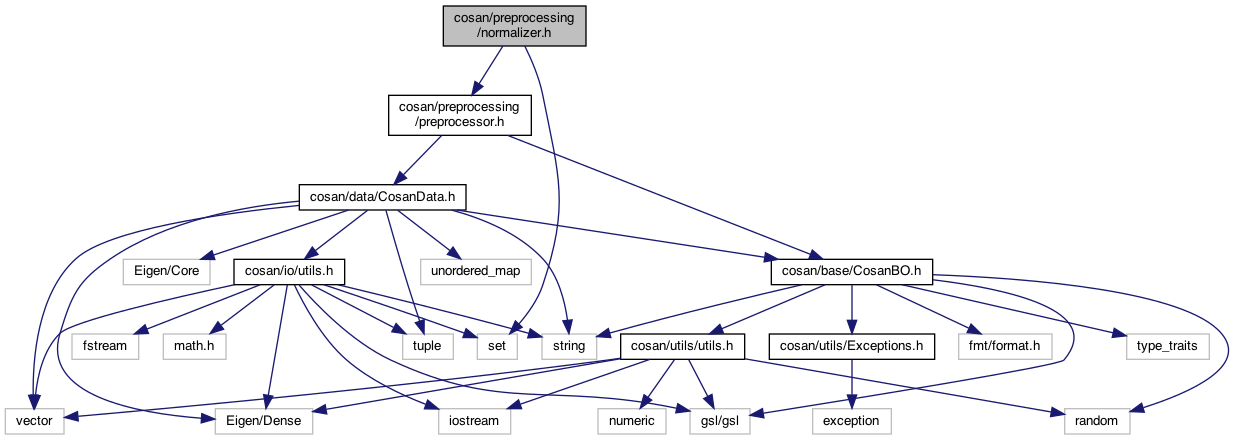 cosan/preprocessing
/normalizer.h
cosan/preprocessing
/preprocessor.h
cosan/data/CosanData.h
Eigen/Core
cosan/io/utils.h
unordered_map
cosan/base/CosanBO.h
fstream
math.h
tuple
set
string
cosan/utils/utils.h
cosan/utils/Exceptions.h
fmt/format.h
type_traits
vector
Eigen/Dense
iostream
numeric
gsl/gsl
exception
random